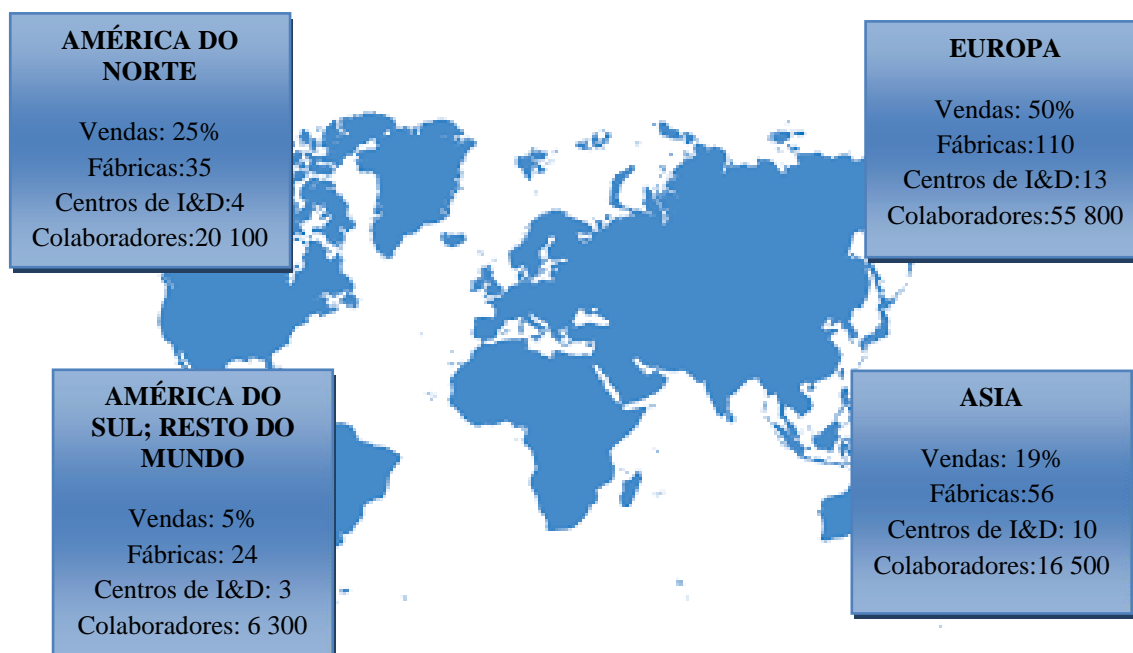 AMÉRICA DO
NORTE
Vendas: 25%
Fábricas:35
Centros de I&D:4
Colaboradores:20 100
EUROPA
Vendas: 50%
Fábricas:110
Centros de I&D:13
Colaboradores:55 800
AMÉRICA DO
SUL; RESTO DO
MUNDO
Vendas: 5%
Fábricas: 24
Centros de I&D: 3
Colaboradores: 6 300
ASIA
Vendas: 19%
Fábricas:56
Centros de I&D: 10
Colaboradores:16 500